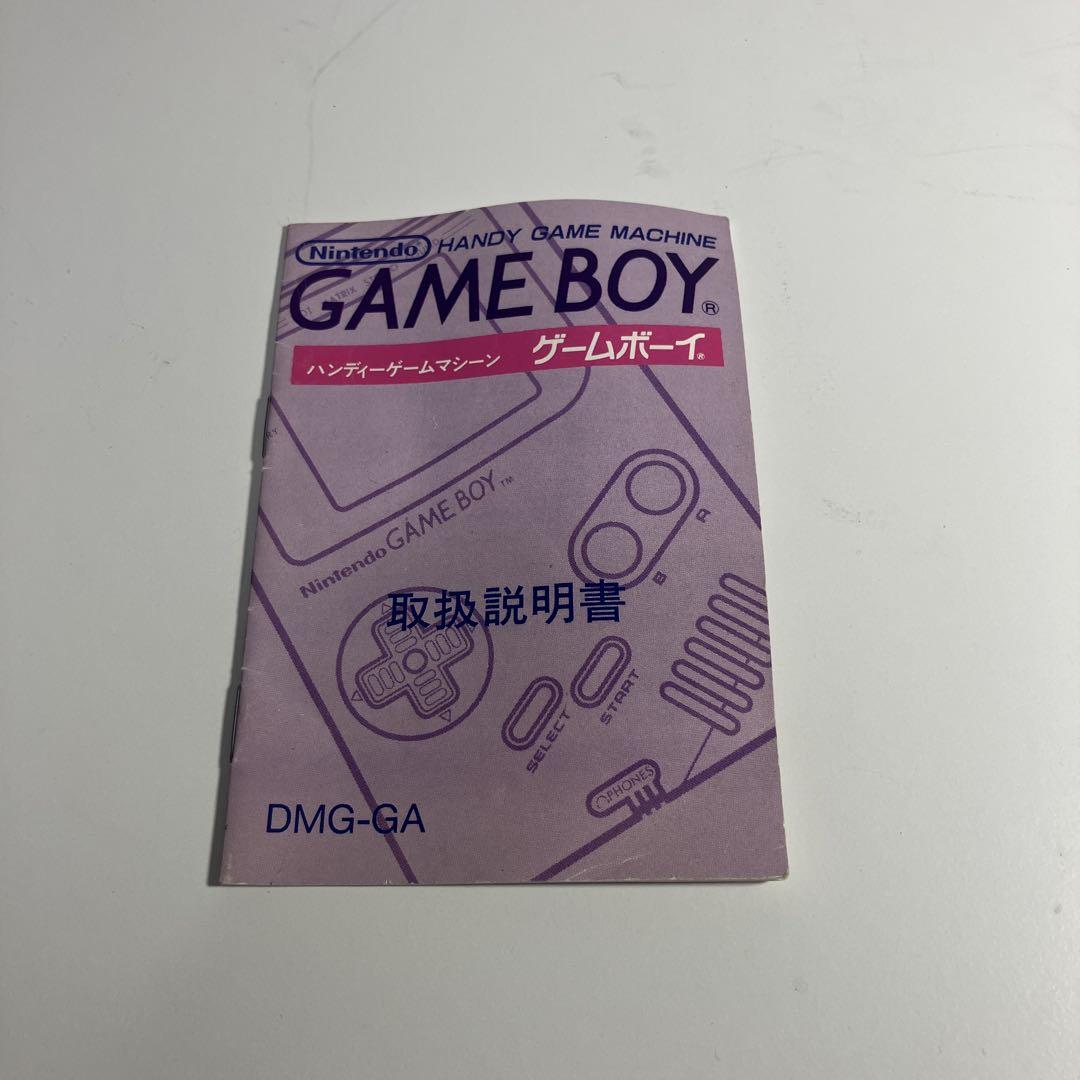 Nintendo HANDY GAME MACHINE
GAME BOY®
ハンディーゲームマシーン ゲームボーイ®
Nintendo GAME BOY™
A
B
取扱説明書
SELECT
START
PHONES
DMG-GA